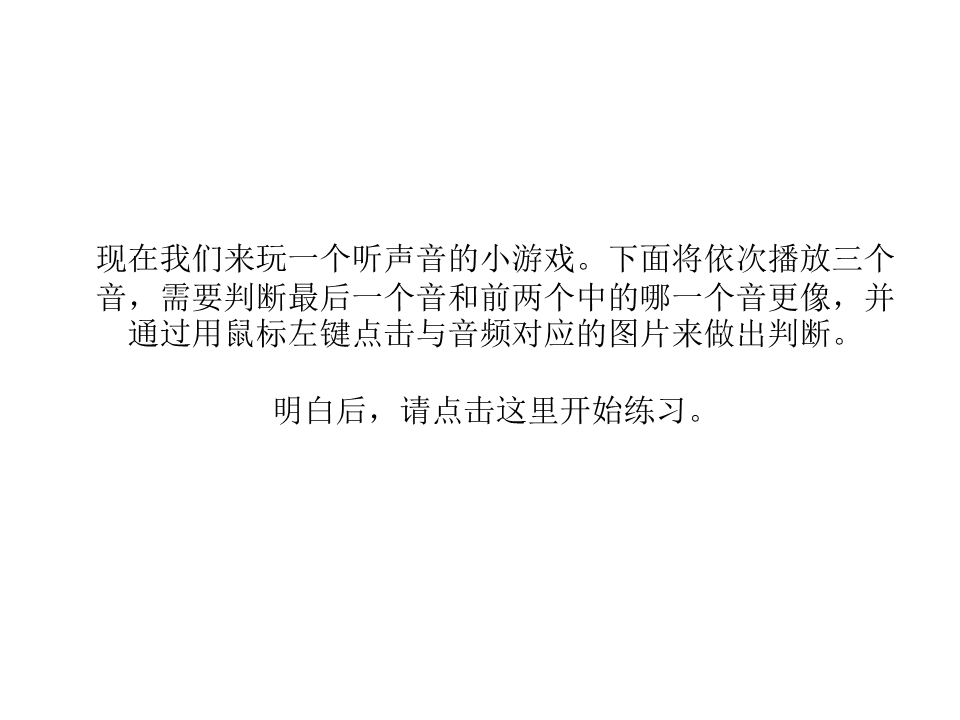 现在我们来玩一个听声音的小游戏。下面将依次播放三个
音，需要判断最后一个音和前两个中的哪一个音更像，并
通过用鼠标左键点击与音频对应的图片来做出判断。
明白后，请点击这里开始练习。